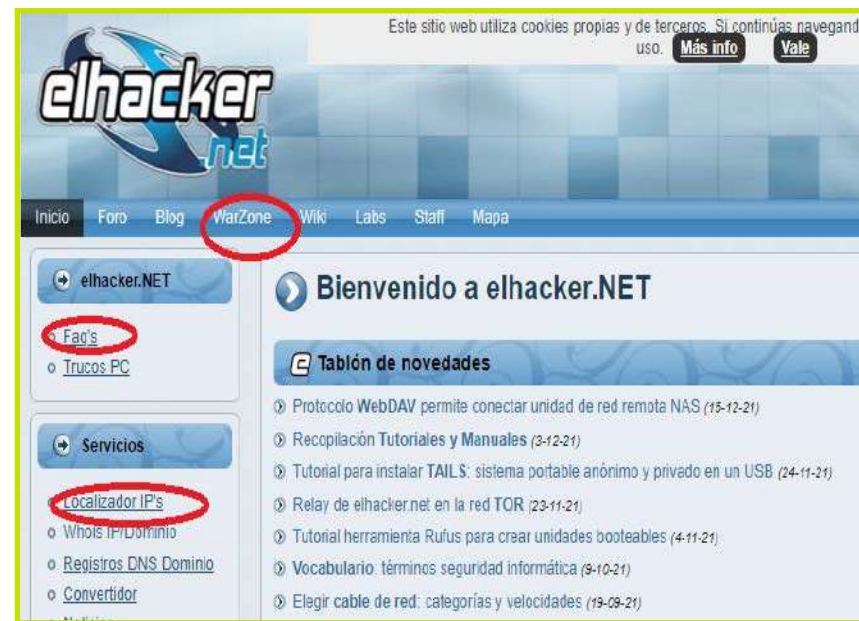 Este sitio web utiliza cookies propias y de terceros. Si continúas navegand
uso. Más info Vale
elhacker
.net
Inicio Foro Blog WarZone Wiki Labs Staff Mapa
elhacker.NET
Faq's
Trucos PC
Servicios
Localizador IP's
Whois IP/Dominio
Registros DNS Dominio
Convertidor
Bienvenido a elhacker.NET
Tablón de novedades
Protocolo WebDAV permite conectar unidad de red remota NAS (15-12-21)
Recopilación Tutoriales y Manuales (3-12-21)
Tutorial para instalar TAILS: sistema portable anónimo y privado en un USB (24-11-21)
Relay de elhacker.net en la red TOR (23-11-21)
Tutorial herramienta Rufus para crear unidades booteables (4-11-21)
Vocabulario: términos seguridad informática (9-10-21)
Elegir cable de red: categorías y velocidades (19-09-21)